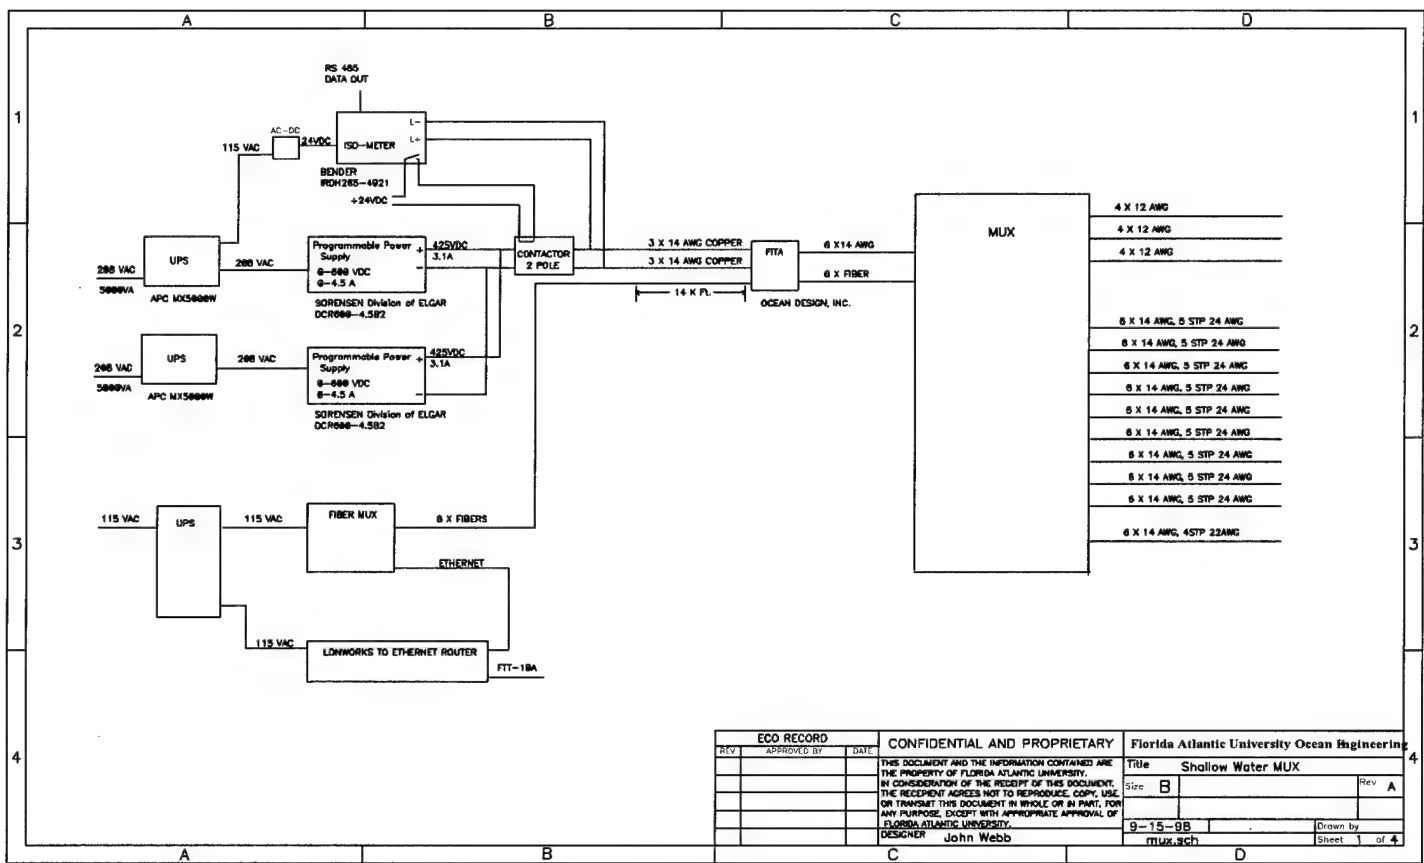 A B C D
RS 485
DATA OUT
1 1
AC-DC
L-
L+
115 VAC
24VDC
ISO-METER
BENDER
IRDH265-4921
+24VDC
4 X 12 AWG
4 X 12 AWG
4 X 12 AWG
MUX
UPS
208 VAC
5000VA
APC MX5000W
208 VAC
Programmable Power
Supply
0-600 VDC
0-4.5 A
+
-
425VDC
3.1A
SORENSEN Division of ELGAR
DCR600-4.5B2
CONTACTOR
2 POLE
3 X 14 AWG COPPER
3 X 14 AWG COPPER
14 K Ft.
FITA
OCEAN DESIGN, INC.
6 X14 AWG
6 X FIBER
2 2
UPS
208 VAC
5000VA
APC MX5000W
208 VAC
Programmable Power
Supply
0-600 VDC
0-4.5 A
+
-
425VDC
3.1A
SORENSEN Division of ELGAR
DCR600-4.5B2
6 X 14 AWG, 5 STP 24 AWG
6 X 14 AWG, 5 STP 24 AWG
6 X 14 AWG, 5 STP 24 AWG
6 X 14 AWG, 5 STP 24 AWG
6 X 14 AWG, 5 STP 24 AWG
6 X 14 AWG, 5 STP 24 AWG
6 X 14 AWG, 5 STP 24 AWG
6 X 14 AWG, 5 STP 24 AWG
6 X 14 AWG, 5 STP 24 AWG
6 X 14 AWG, 4STP 22AWG
115 VAC
UPS
115 VAC
FIBER MUX
6 X FIBERS
3 3
ETHERNET
115 VAC
LONWORKS TO ETHERNET ROUTER
FTT-10A
4 4
ECO RECORD
REV APPROVED BY DATE
CONFIDENTIAL AND PROPRIETARY
THIS DOCUMENT AND THE INFORMATION CONTAINED ARE
THE PROPERTY OF FLORIDA ATLANTIC UNIVERSITY.
IN CONSIDERATION OF THE RECEIPT OF THIS DOCUMENT,
THE RECEPIENT AGREES NOT TO REPRODUCE, COPY, USE
OR TRANSMIT THIS DOCUMENT IN WHOLE OR IN PART, FOR
ANY PURPOSE, EXCEPT WITH APPROPRIATE APPROVAL OF
FLORIDA ATLANTIC UNIVERSITY.
DESIGNER John Webb
Florida Atlantic University Ocean Engineering
Title Shallow Water MUX
Size B Rev A
9-15-98 Drawn by
mux.sch Sheet 1 of 4
A B C D